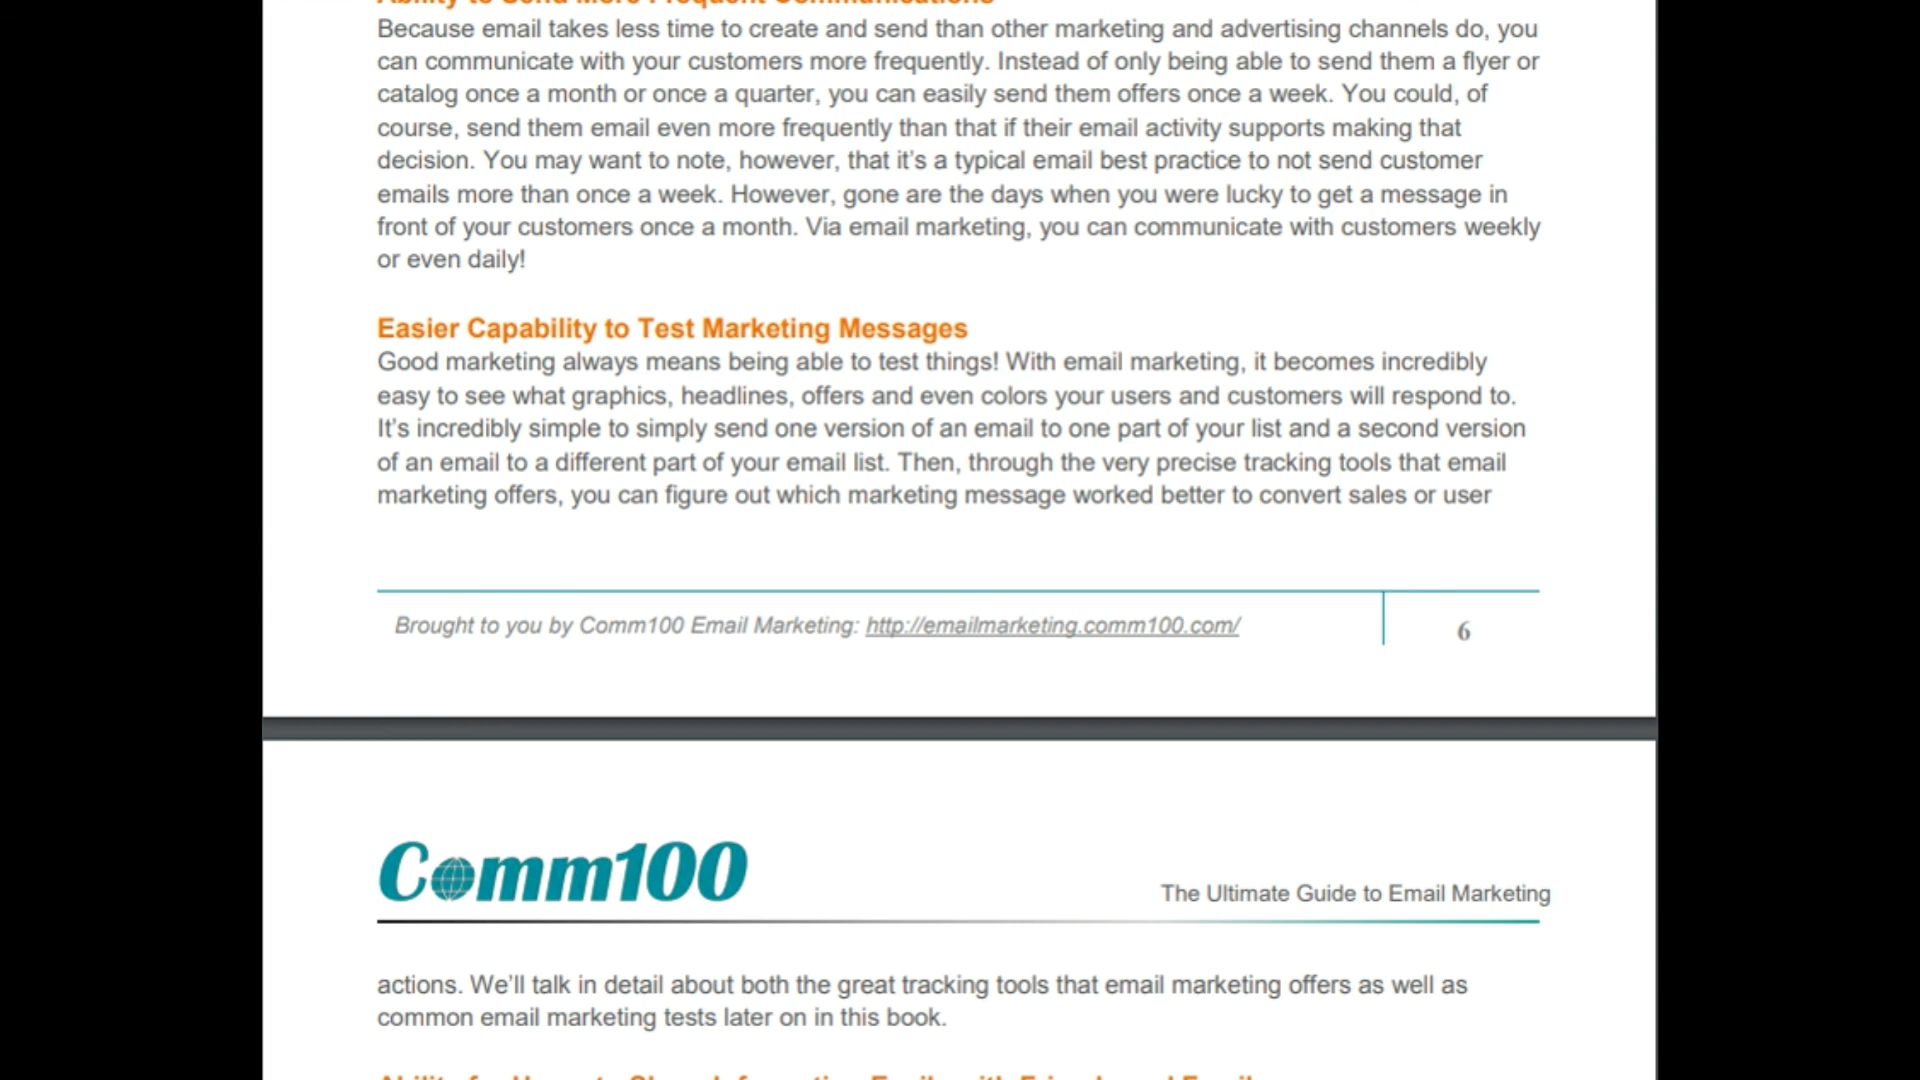 Ability to Send More Frequent Communications
Because email takes less time to create and send than other marketing and advertising channels do, you
can communicate with your customers more frequently. Instead of only being able to send them a flyer or
catalog once a month or once a quarter, you can easily send them offers once a week. You could, of
course, send them email even more frequently than that if their email activity supports making that
decision. You may want to note, however, that it’s a typical email best practice to not send customer
emails more than once a week. However, gone are the days when you were lucky to get a message in
front of your customers once a month. Via email marketing, you can communicate with customers weekly
or even daily!
Easier Capability to Test Marketing Messages
Good marketing always means being able to test things! With email marketing, it becomes incredibly
easy to see what graphics, headlines, offers and even colors your users and customers will respond to.
It’s incredibly simple to simply send one version of an email to one part of your list and a second version
of an email to a different part of your email list. Then, through the very precise tracking tools that email
marketing offers, you can figure out which marketing message worked better to convert sales or user
Brought to you by Comm100 Email Marketing: http://emailmarketing.comm100.com/
6
Comm100
The Ultimate Guide to Email Marketing
actions. We’ll talk in detail about both the great tracking tools that email marketing offers as well as
common email marketing tests later on in this book.